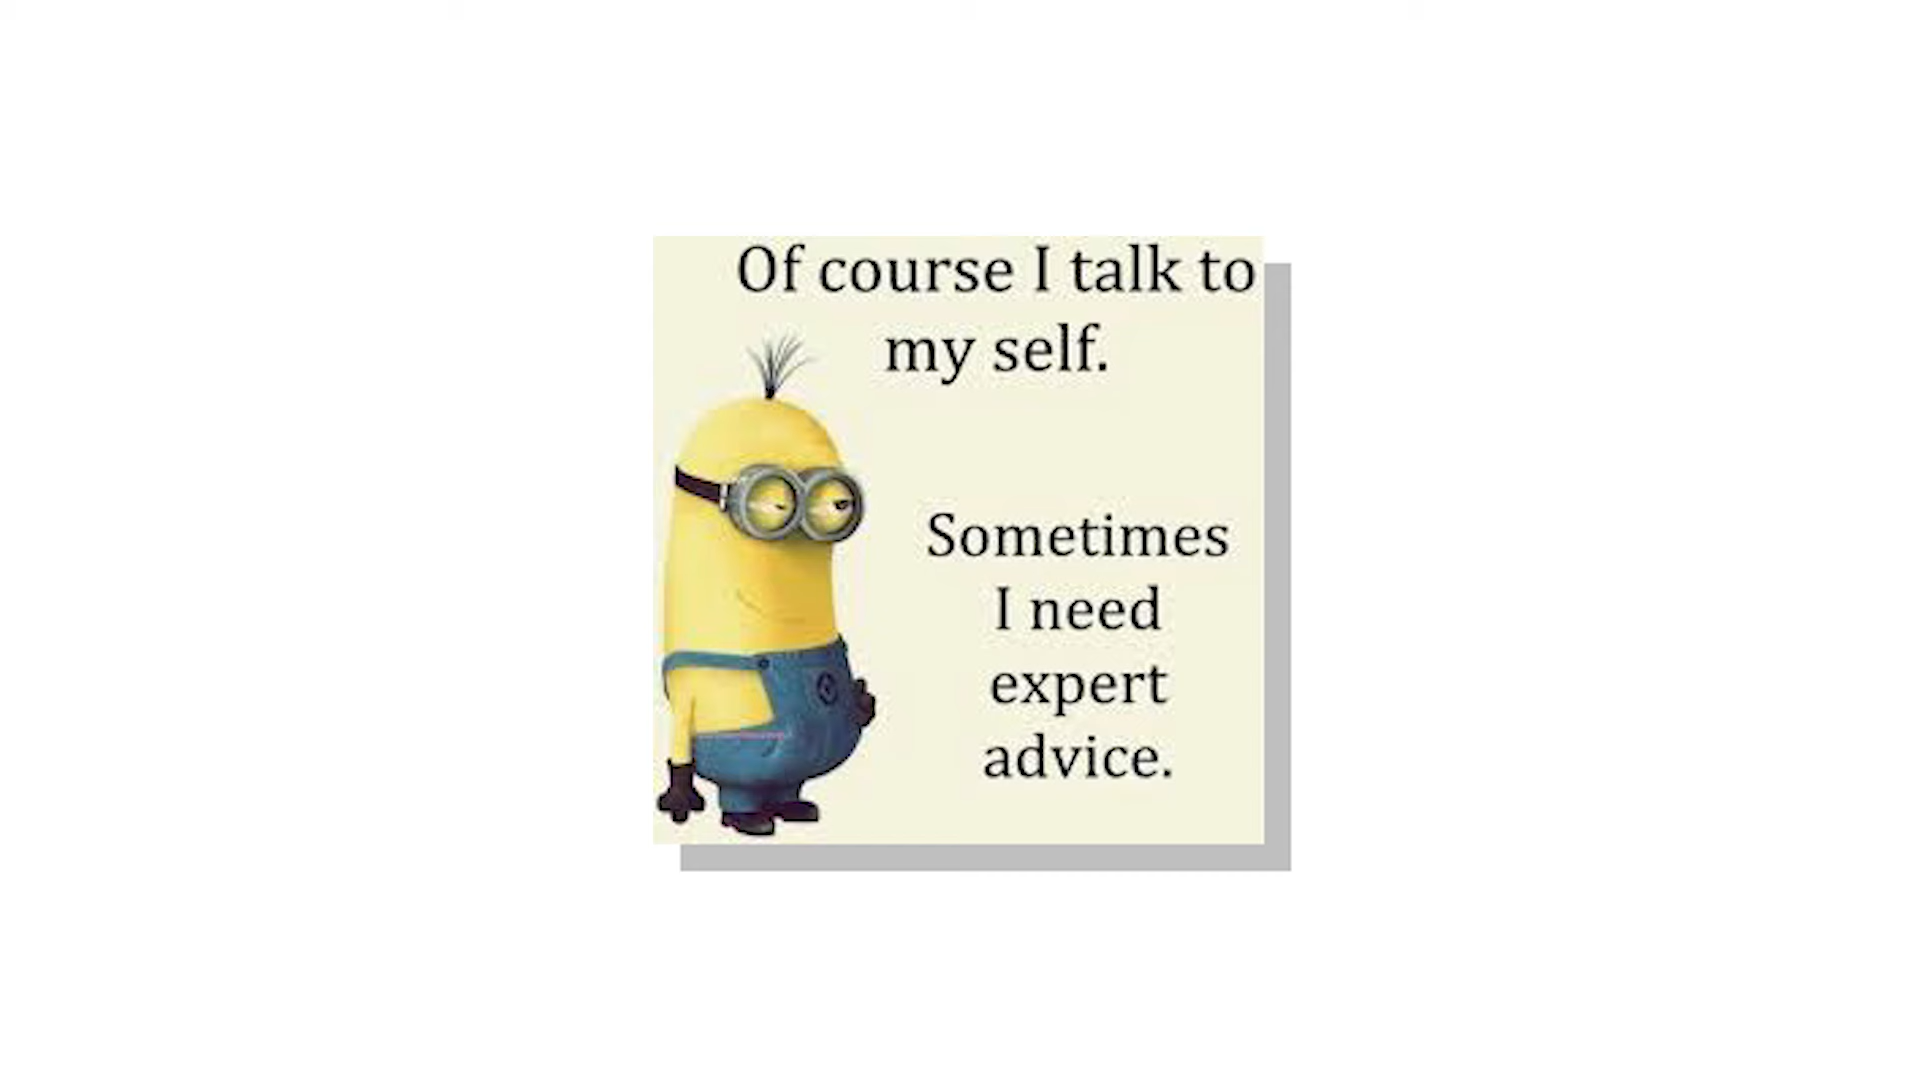 Of course I talk to
my self.
Sometimes
I need
expert
advice.